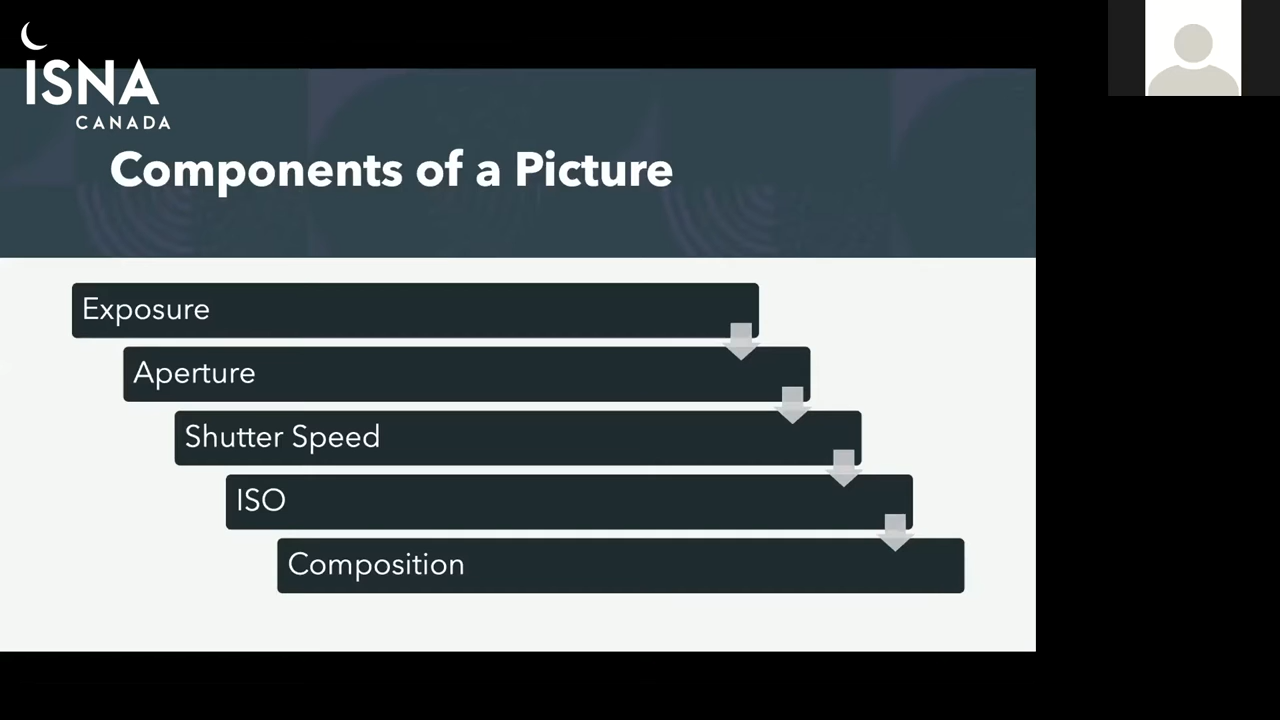 ISNA
CANADA
Components of a Picture
Exposure
Aperture
Shutter Speed
ISO
Composition